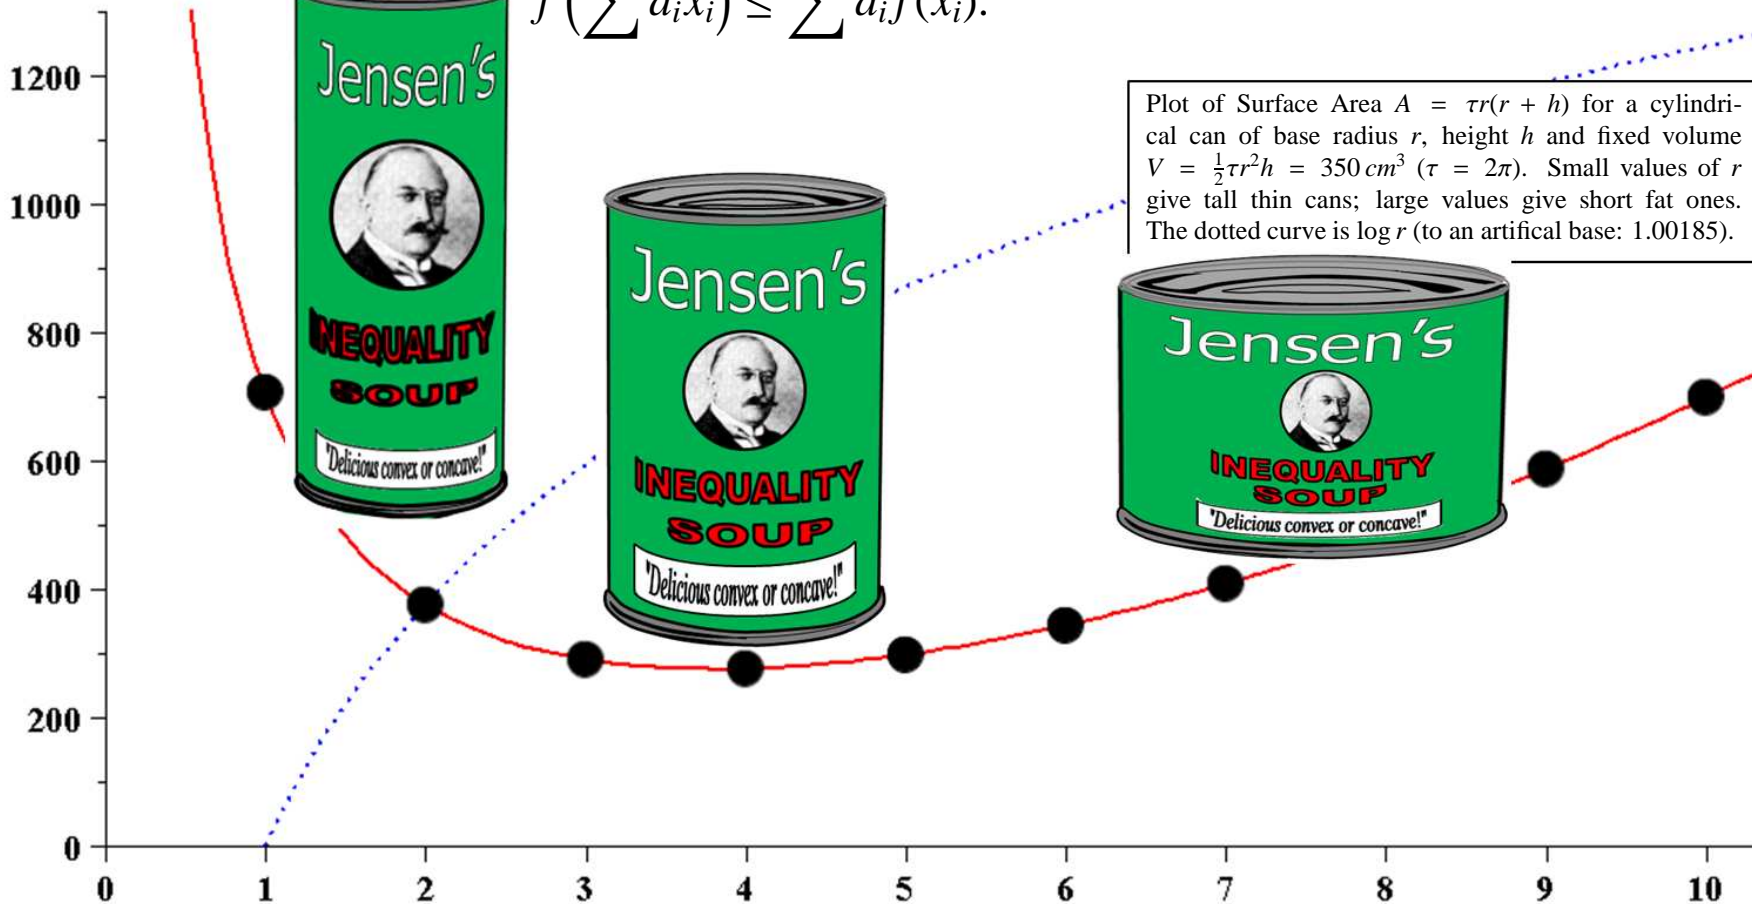 f (∑ a_i x_i) ≤ ∑ a_i f(x_i).
1200
1000
800
600
400
200
0
0 1 2 3 4 5 6 7 8 9 10
Jensen's
INEQUALITY
SOUP
"Delicious convex or concave!"
Jensen's
INEQUALITY
SOUP
"Delicious convex or concave!"
Plot of Surface Area A = τr(r + h) for a cylindri-
cal can of base radius r, height h and fixed volume
V = ½τr²h = 350 cm³ (τ = 2π). Small values of r
give tall thin cans; large values give short fat ones.
The dotted curve is log r (to an artifical base: 1.00185).
Jensen's
INEQUALITY
SOUP
"Delicious convex or concave!"